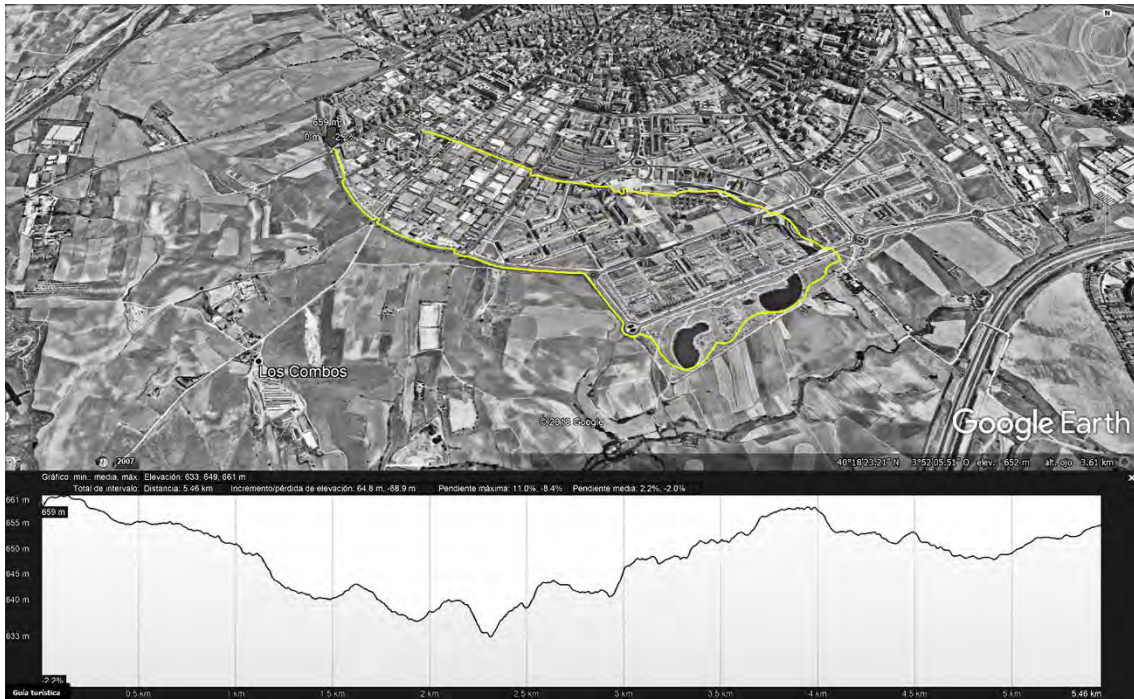 N
659 m
0 m
Los Combos
© 2018 Google
Google Earth
2007
40°18'23.21" N 3°52'05.51" O elev. 652 m alt. ojo 3.61 km
Gráfico: mín., media, máx. Elevación: 633, 649, 661 m
Total de intervalo: Distancia: 5.46 km Incremento/pérdida de elevación: 64.8 m, -68.9 m Pendiente máxima: 11.0%, -8.4% Pendiente media: 2.2%, -2.0%
661 m
659 m
655 m
650 m
645 m
640 m
633 m
-2.2%
Guía turística
0.5 km 1 km 1.5 km 2 km 2.5 km 3 km 3.5 km 4 km 4.5 km 5 km 5.46 km